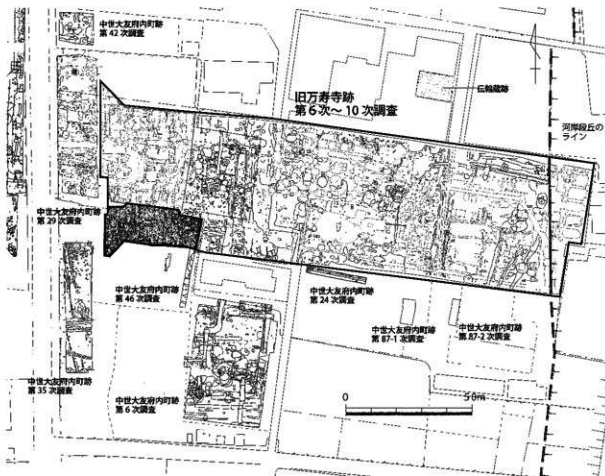 中世大友府内町跡
第 42 次調査
旧万寿寺跡
第 6 次～ 10 次調査
伝輪蔵跡
河岸段丘の
ライン
中世大友府内町跡
第 29 次調査
中世大友府内町跡
第 46 次調査
中世大友府内町跡
第 24 次調査
中世大友府内町跡
第 87-1 次調査
中世大友府内町跡
第 87-2 次調査
中世大友府内町跡
第 35 次調査
中世大友府内町跡
第 6 次調査
0
50m